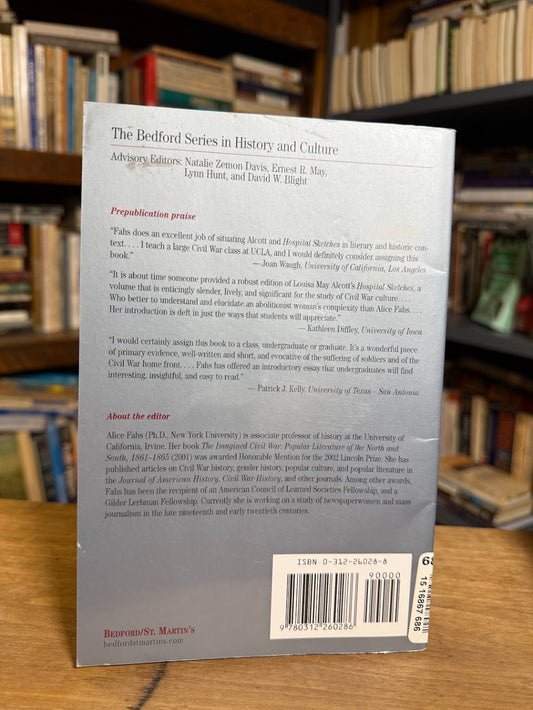 The Bedford Series in History and Culture
Advisory Editors: Natalie Zemon Davis, Ernest R. May,
Lynn Hunt, and David W. Blight
Prepublication praise
"Fahs does an excellent job of situating Alcott and Hospital Sketches in literary and historic con-
text. . . . I teach a large Civil War class at UCLA, and I would definitely consider assigning this
book."
— Joan Waugh, University of California, Los Angeles
"It is about time someone provided a robust edition of Louisa May Alcott's Hospital Sketches, a
volume that is enticingly slender, lively, and significant for the study of Civil War culture. . . .
Who better to understand and elucidate an abolitionist woman's complexity than Alice Fahs. . . .
Her introduction is deft in just the ways that students will appreciate."
— Kathleen Diffley, University of Iowa
"I would certainly assign this book to a class, undergraduate or graduate. It's a wonderful piece
of primary evidence, well-written and short, and evocative of the suffering of soldiers and of the
Civil War home front. . . . Fahs has offered an introductory essay that undergraduates will find
interesting, insightful, and easy to read."
— Patrick J. Kelly, University of Texas – San Antonio
About the editor
Alice Fahs (Ph.D., New York University) is associate professor of history at the University of
California, Irvine. Her book The Imagined Civil War: Popular Literature of the North and
South, 1861–1865 (2001) was awarded Honorable Mention for the 2002 Lincoln Prize. She has
published articles on Civil War history, gender history, popular culture, and popular literature in
the Journal of American History, Civil War History, and other journals. Among other awards,
Fahs has been the recipient of an American Council of Learned Societies Fellowship, and a
Gilder Lerhman Fellowship. Currently she is working on a study of newspaperwomen and mass
journalism in the late nineteenth and early twentieth centuries.
ISBN 0-312-26028-8
90000
9 780312 260286
68
15 16867 686
BEDFORD/ST. MARTIN'S
bedfordstmartins.com